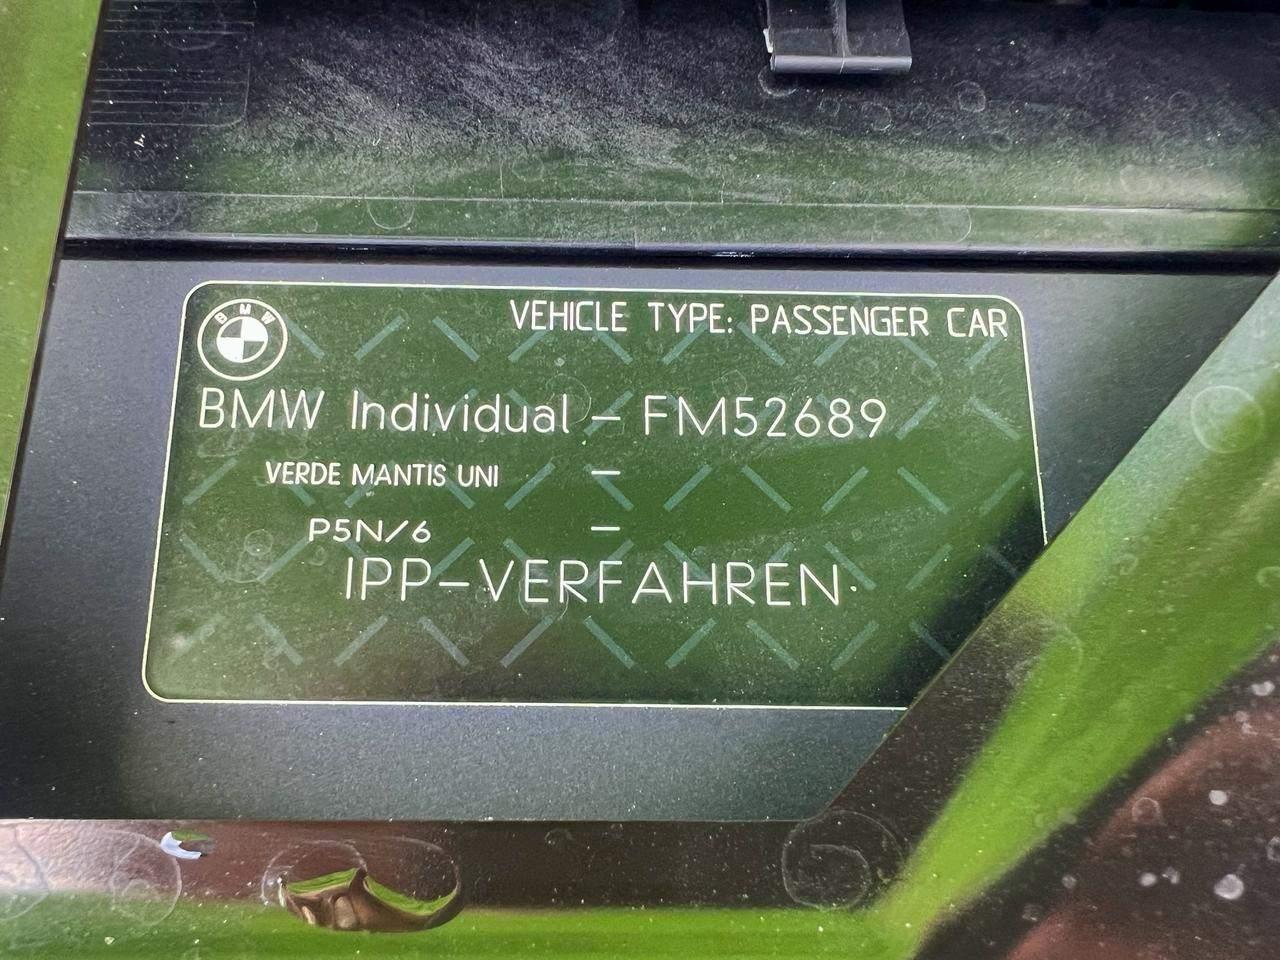 BMW
VEHICLE TYPE: PASSENGER CAR
BMW Individual – FM52689
VERDE MANTIS UNI –
P5N/6 –
IPP-VERFAHREN